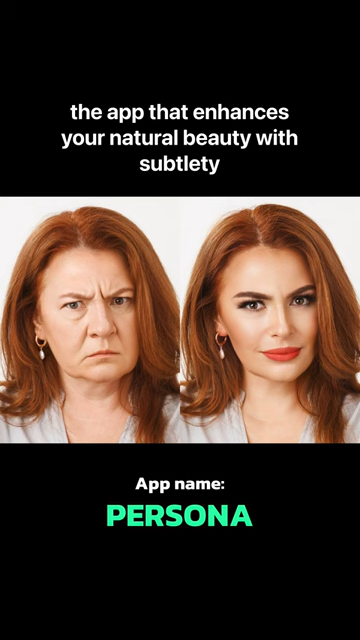 the app that enhances
your natural beauty with
subtlety
App name:
PERSONA